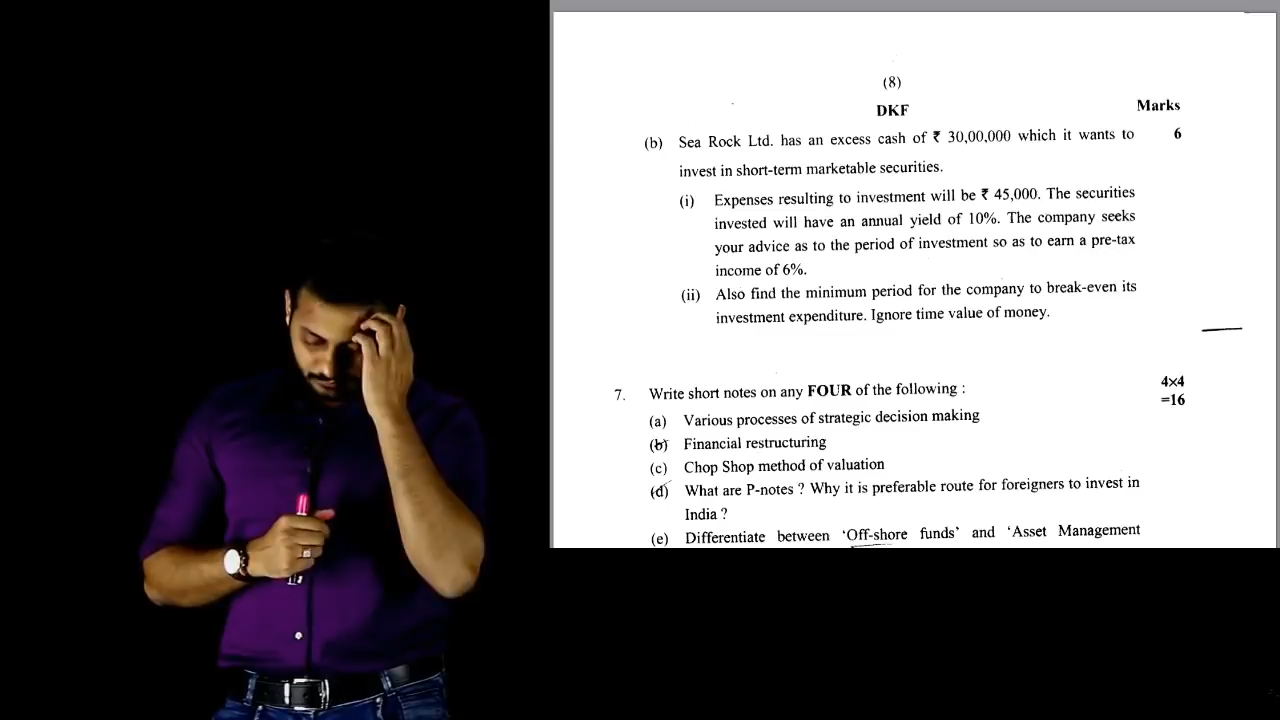 (8)
DKF
Marks
(b) Sea Rock Ltd. has an excess cash of ₹ 30,00,000 which it wants to 6
invest in short-term marketable securities.
(i) Expenses resulting to investment will be ₹ 45,000. The securities
invested will have an annual yield of 10%. The company seeks
your advice as to the period of investment so as to earn a pre-tax
income of 6%.
(ii) Also find the minimum period for the company to break-even its
investment expenditure. Ignore time value of money.
7. Write short notes on any FOUR of the following : 4×4
=16
(a) Various processes of strategic decision making
(b) Financial restructuring
(c) Chop Shop method of valuation
(d) What are P-notes ? Why it is preferable route for foreigners to invest in
India ?
(e) Differentiate between ‘Off-shore funds’ and ‘Asset Management